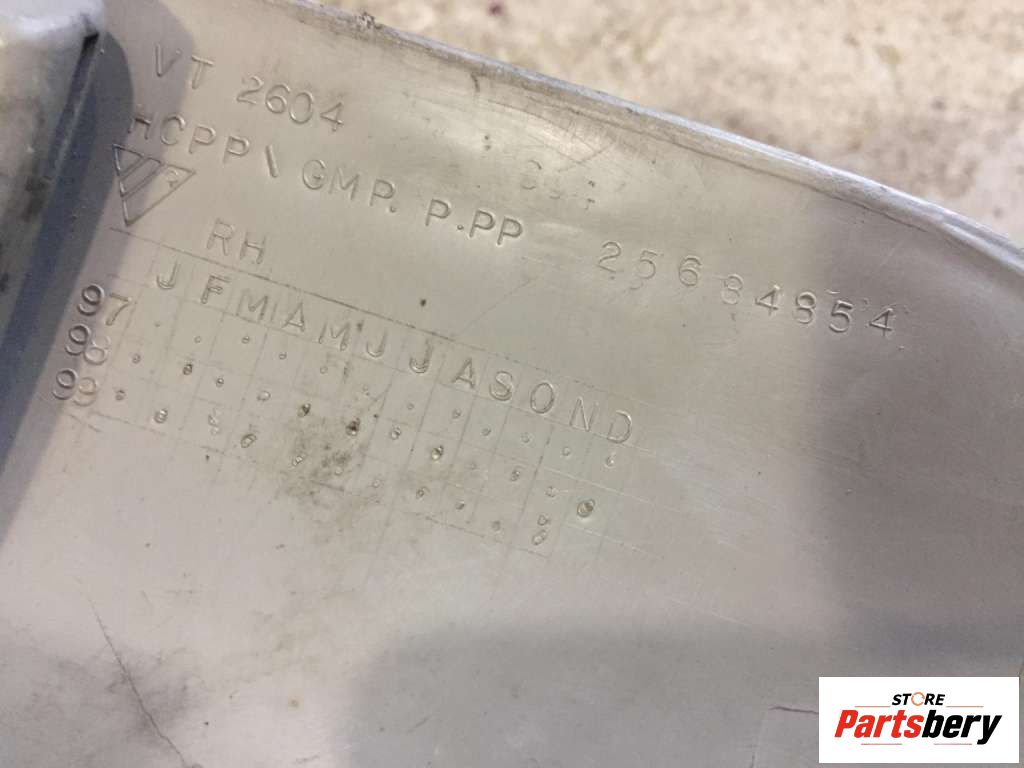 VT 2604
HCPP\GMP. P.PP 25684854
RH
J F M A M J J A S O N D
97
98
99
STORE
Partsbery